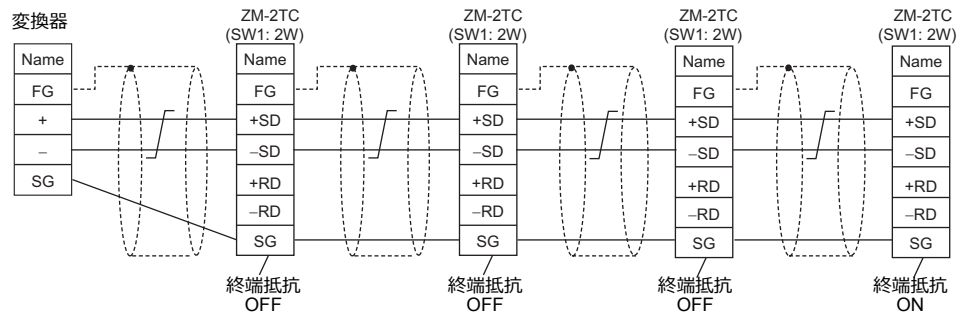 変換器
Name
FG
+
−
SG
ZM-2TC
(SW1: 2W)
Name
FG
+SD
−SD
+RD
−RD
SG
終端抵抗
OFF
ZM-2TC
(SW1: 2W)
Name
FG
+SD
−SD
+RD
−RD
SG
終端抵抗
OFF
ZM-2TC
(SW1: 2W)
Name
FG
+SD
−SD
+RD
−RD
SG
終端抵抗
OFF
ZM-2TC
(SW1: 2W)
Name
FG
+SD
−SD
+RD
−RD
SG
終端抵抗
ON